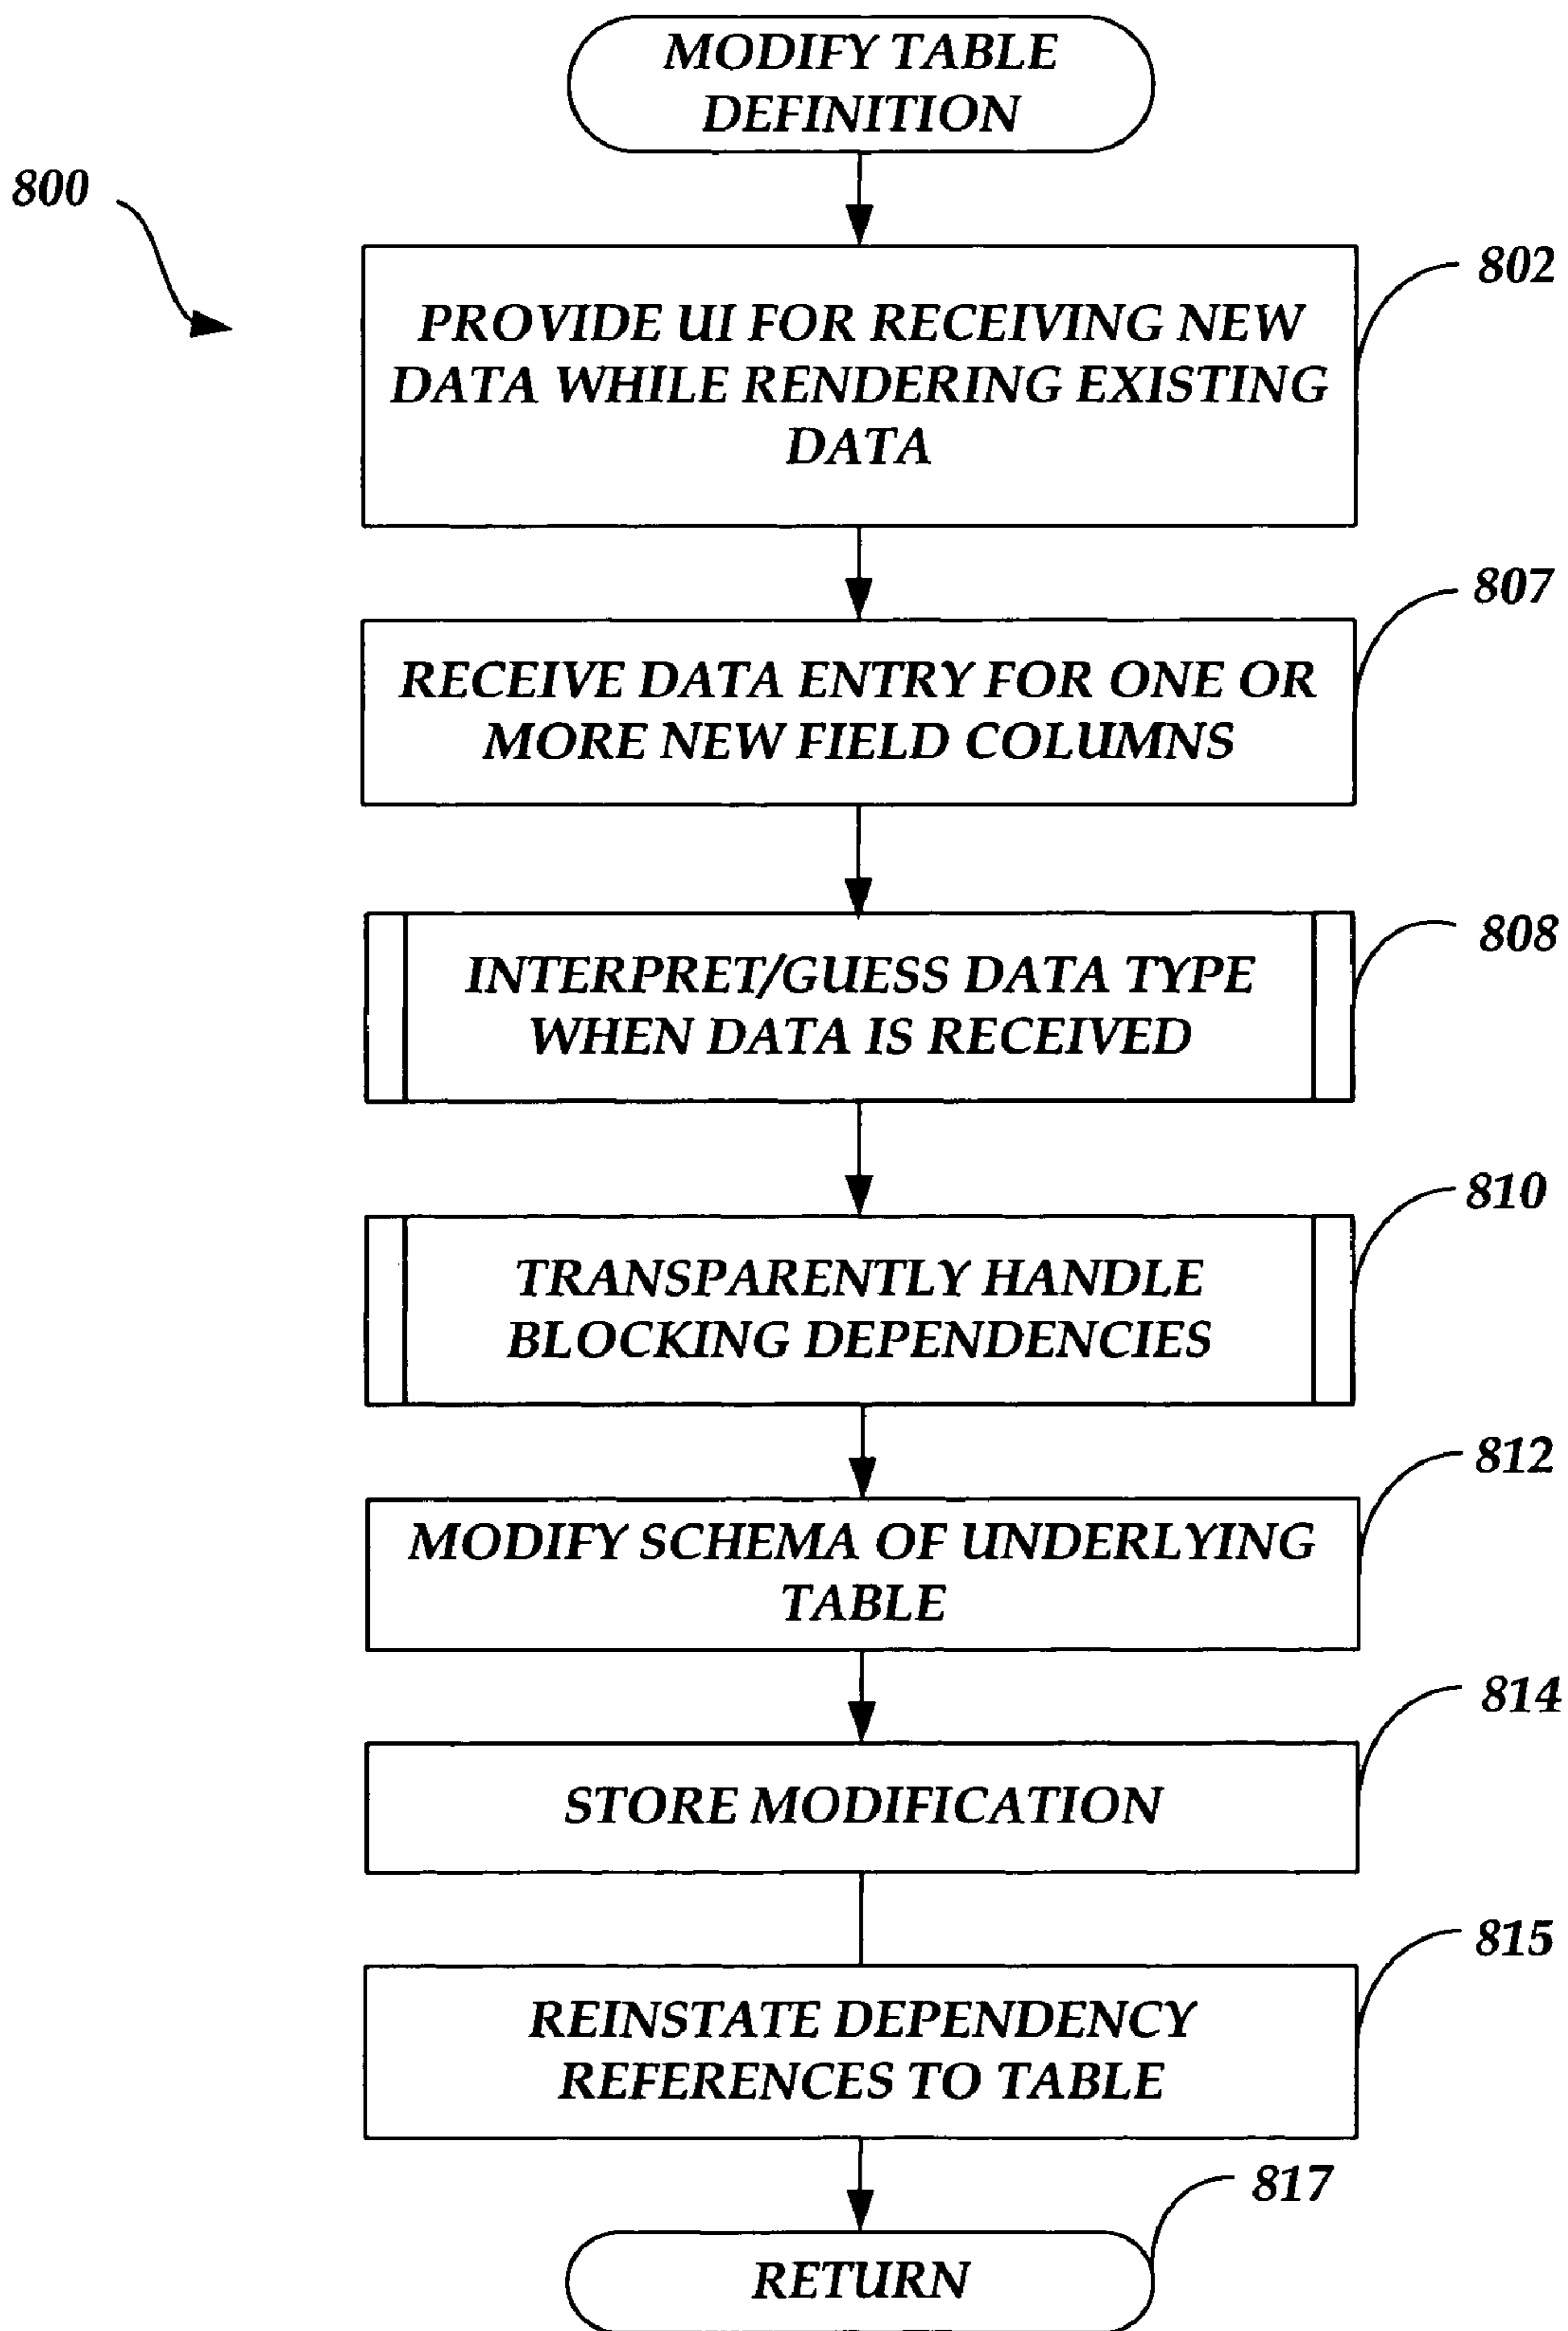 MODIFY TABLE
DEFINITION
800
802
PROVIDE UI FOR RECEIVING NEW
DATA WHILE RENDERING EXISTING
DATA
807
RECEIVE DATA ENTRY FOR ONE OR
MORE NEW FIELD COLUMNS
808
INTERPRET/GUESS DATA TYPE
WHEN DATA IS RECEIVED
810
TRANSPARENTLY HANDLE
BLOCKING DEPENDENCIES
812
MODIFY SCHEMA OF UNDERLYING
TABLE
814
STORE MODIFICATION
815
REINSTATE DEPENDENCY
REFERENCES TO TABLE
817
RETURN